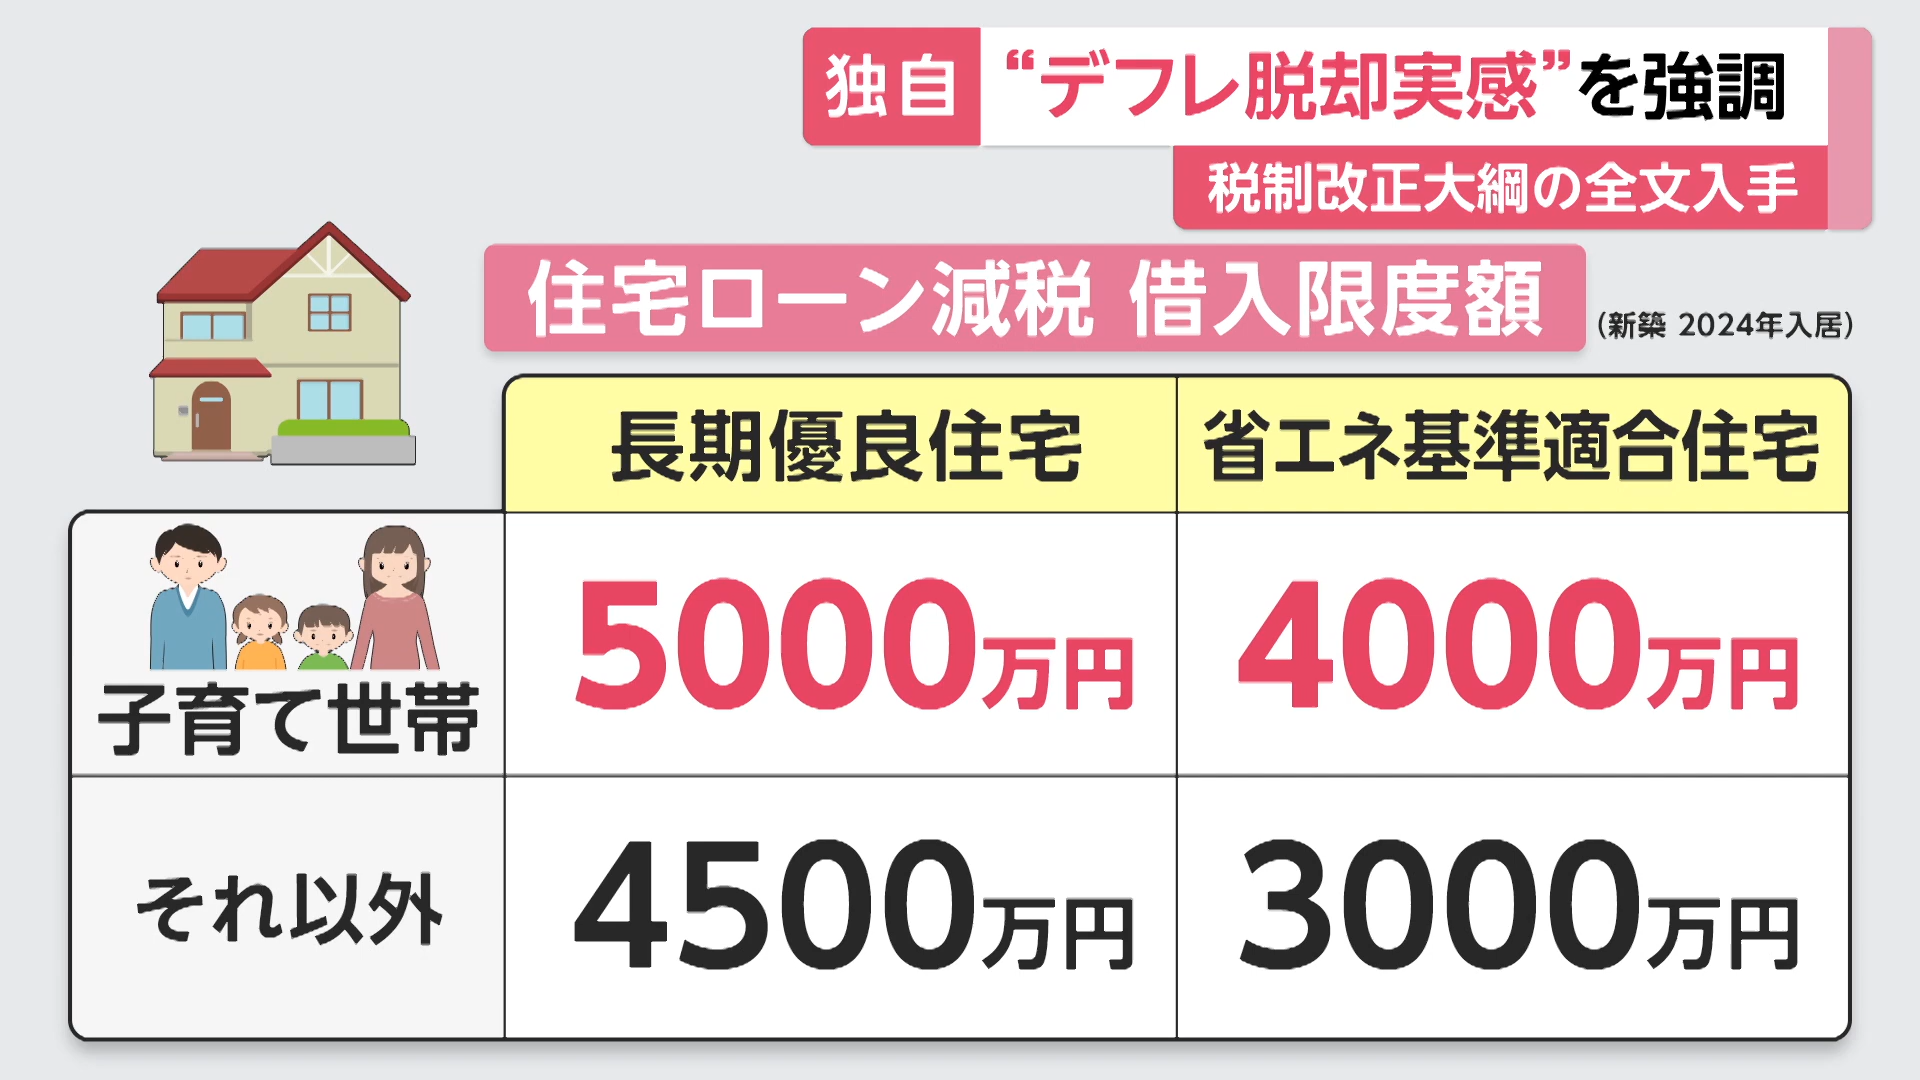 独自 “デフレ脱却実感”を強調
税制改正大綱の全文入手
住宅ローン減税 借入限度額 (新築 2024年入居)
長期優良住宅 省エネ基準適合住宅
子育て世帯 5000万円 4000万円
それ以外 4500万円 3000万円